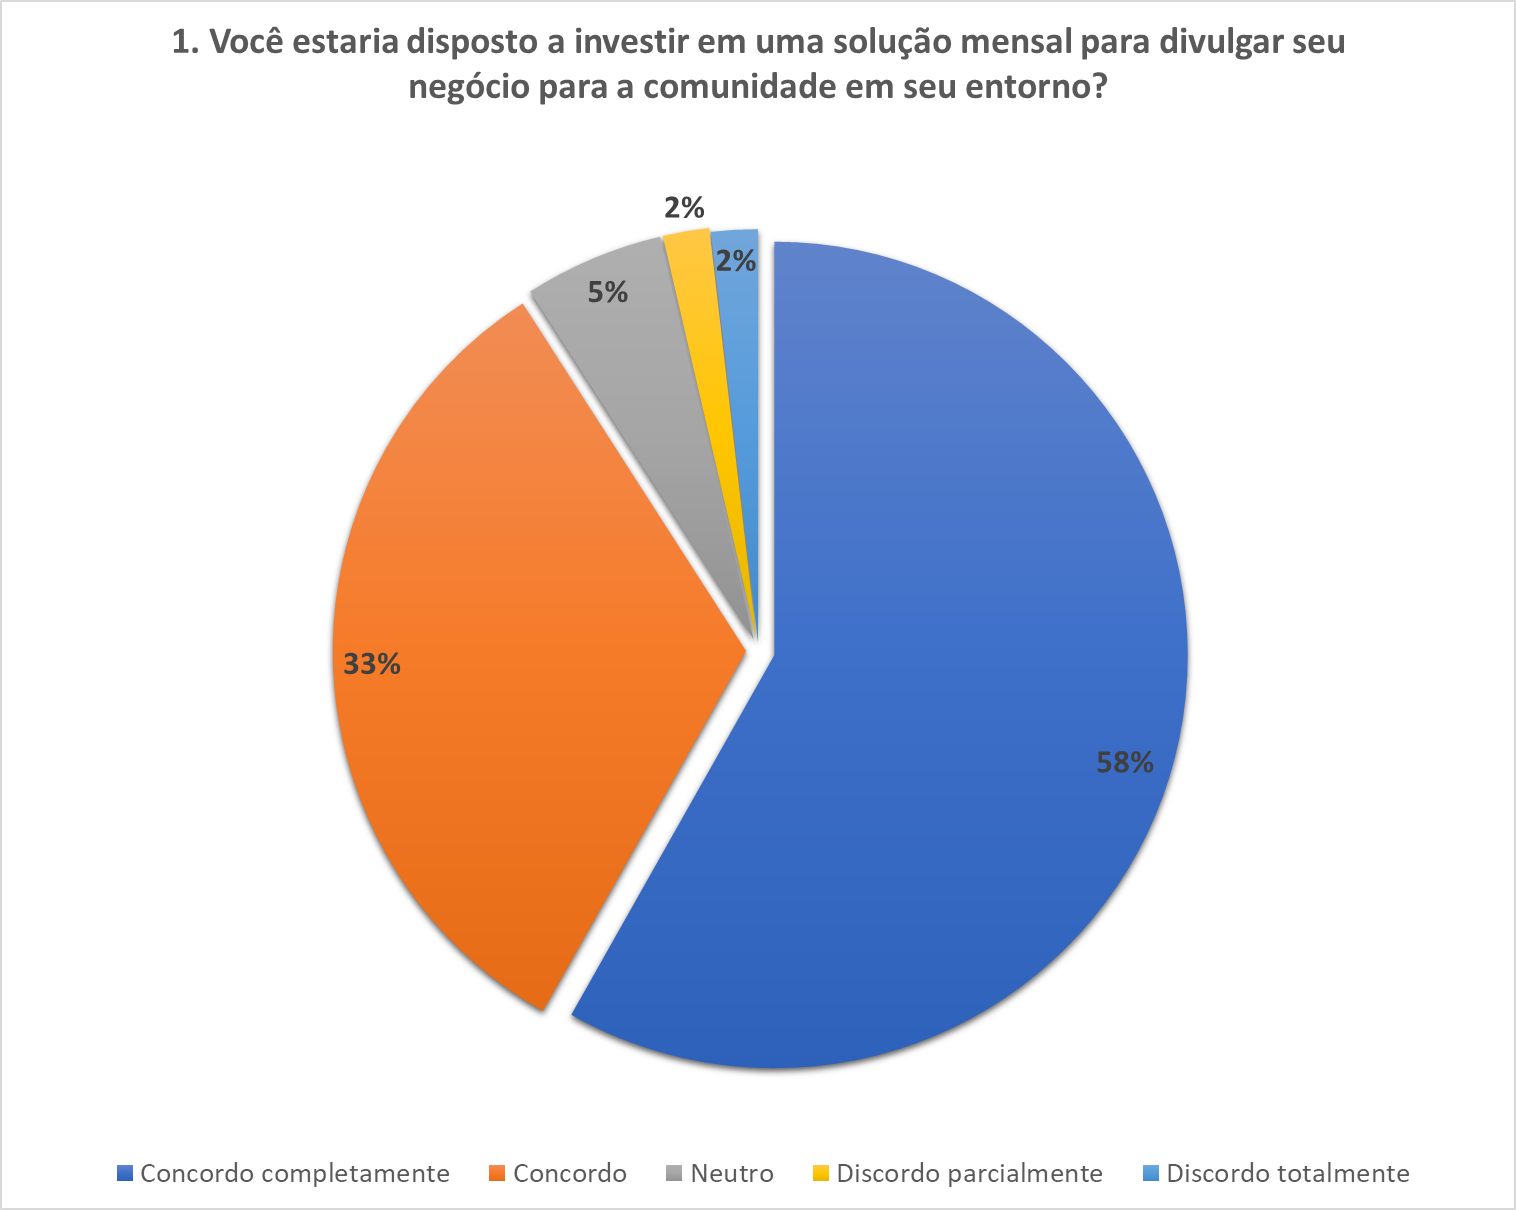 1. Você estaria disposto a investir em uma solução mensal para divulgar seu
negócio para a comunidade em seu entorno?
2%
2%
5%
33%
58%
Concordo completamente
Concordo
Neutro
Discordo parcialmente
Discordo totalmente